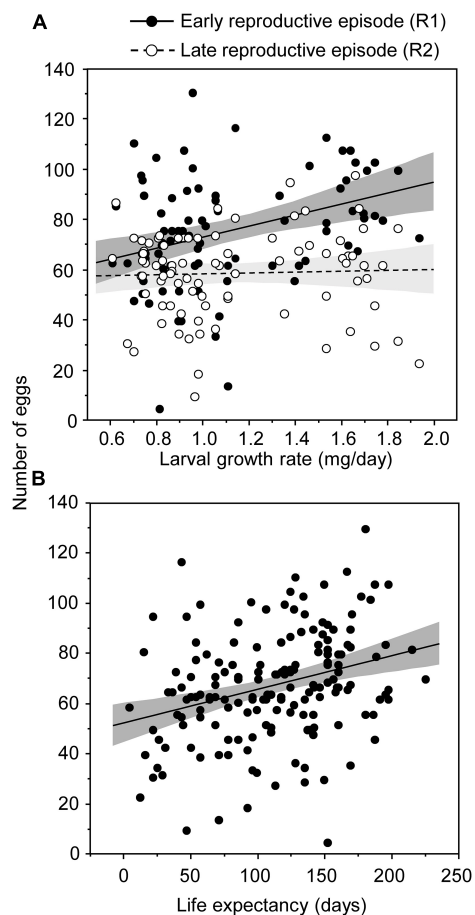 A
Early reproductive episode (R1)
Late reproductive episode (R2)
140
120
100
80
60
40
20
0
0.6 0.8 1.0 1.2 1.4 1.6 1.8 2.0
Larval growth rate (mg/day)
Number of eggs
B
140
120
100
80
60
40
20
0
0 50 100 150 200 250
Life expectancy (days)